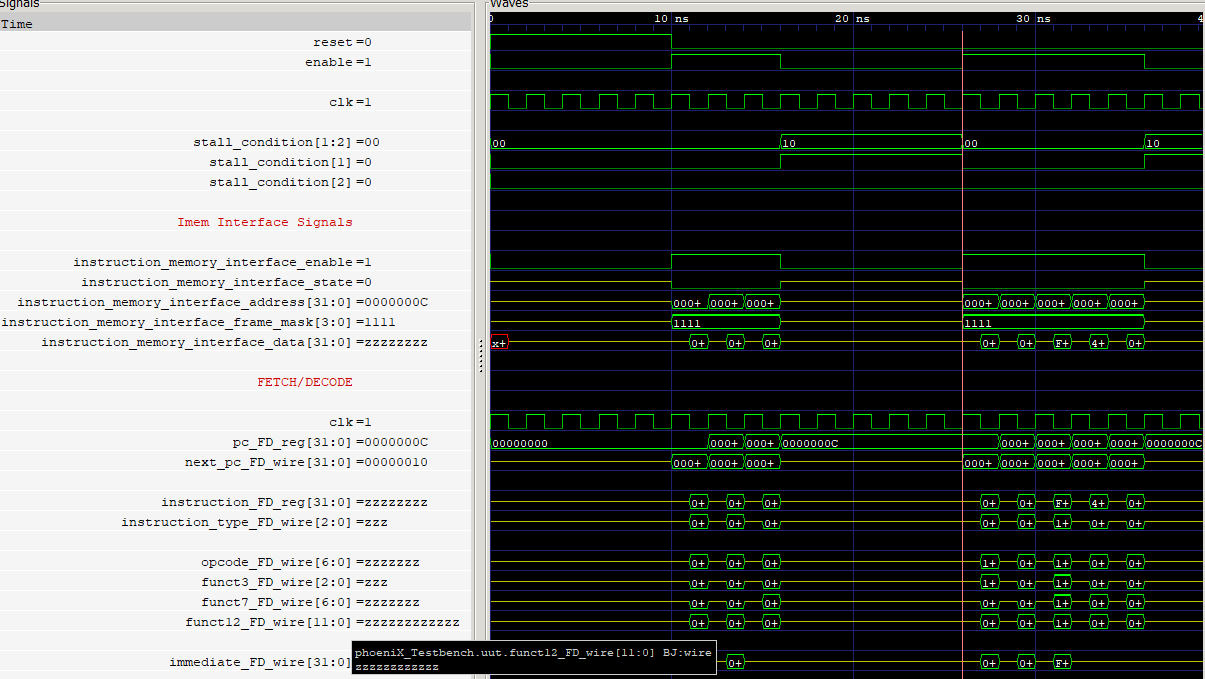 Signals
Waves
Time
0 10 ns 20 ns 30 ns 4
reset =0
enable =1
clk =1
stall_condition[1:2] =00 00 10 00 10
stall_condition[1] =0
stall_condition[2] =0
Imem Interface Signals
instruction_memory_interface_enable =1
instruction_memory_interface_state =0
instruction_memory_interface_address[31:0] =0000000C 000+ 000+ 000+ 000+ 000+ 000+ 000+ 000+
instruction_memory_interface_frame_mask[3:0] =1111 1111 1111
instruction_memory_interface_data[31:0] =zzzzzzzz x+ 0+ 0+ 0+ 0+ 0+ F+ 4+ 0+
FETCH/DECODE
clk =1
pc_FD_reg[31:0] =0000000C 00000000 000+ 000+ 0000000C 000+ 000+ 000+ 000+ 0000000C
next_pc_FD_wire[31:0] =00000010 000+ 000+ 000+ 000+ 000+ 000+ 000+ 000+
instruction_FD_reg[31:0] =zzzzzzzz 0+ 0+ 0+ 0+ 0+ F+ 4+ 0+
instruction_type_FD_wire[2:0] =zzz 0+ 0+ 0+ 0+ 0+ 1+ 0+ 0+
opcode_FD_wire[6:0] =zzzzzzz 0+ 0+ 0+ 1+ 0+ 1+ 0+ 0+
funct3_FD_wire[2:0] =zzz 0+ 0+ 0+ 1+ 0+ 1+ 0+ 0+
funct7_FD_wire[6:0] =zzzzzzz 0+ 0+ 0+ 0+ 0+ 1+ 0+ 0+
funct12_FD_wire[11:0] =zzzzzzzzzzzz 0+ 0+ 0+ 0+ 0+ 1+ 0+ 0+
phoeniX_Testbench.uut.funct12_FD_wire[11:0] BJ:wire
zzzzzzzzzzzz
immediate_FD_wire[31:0] 0+ 0+ 0+ F+